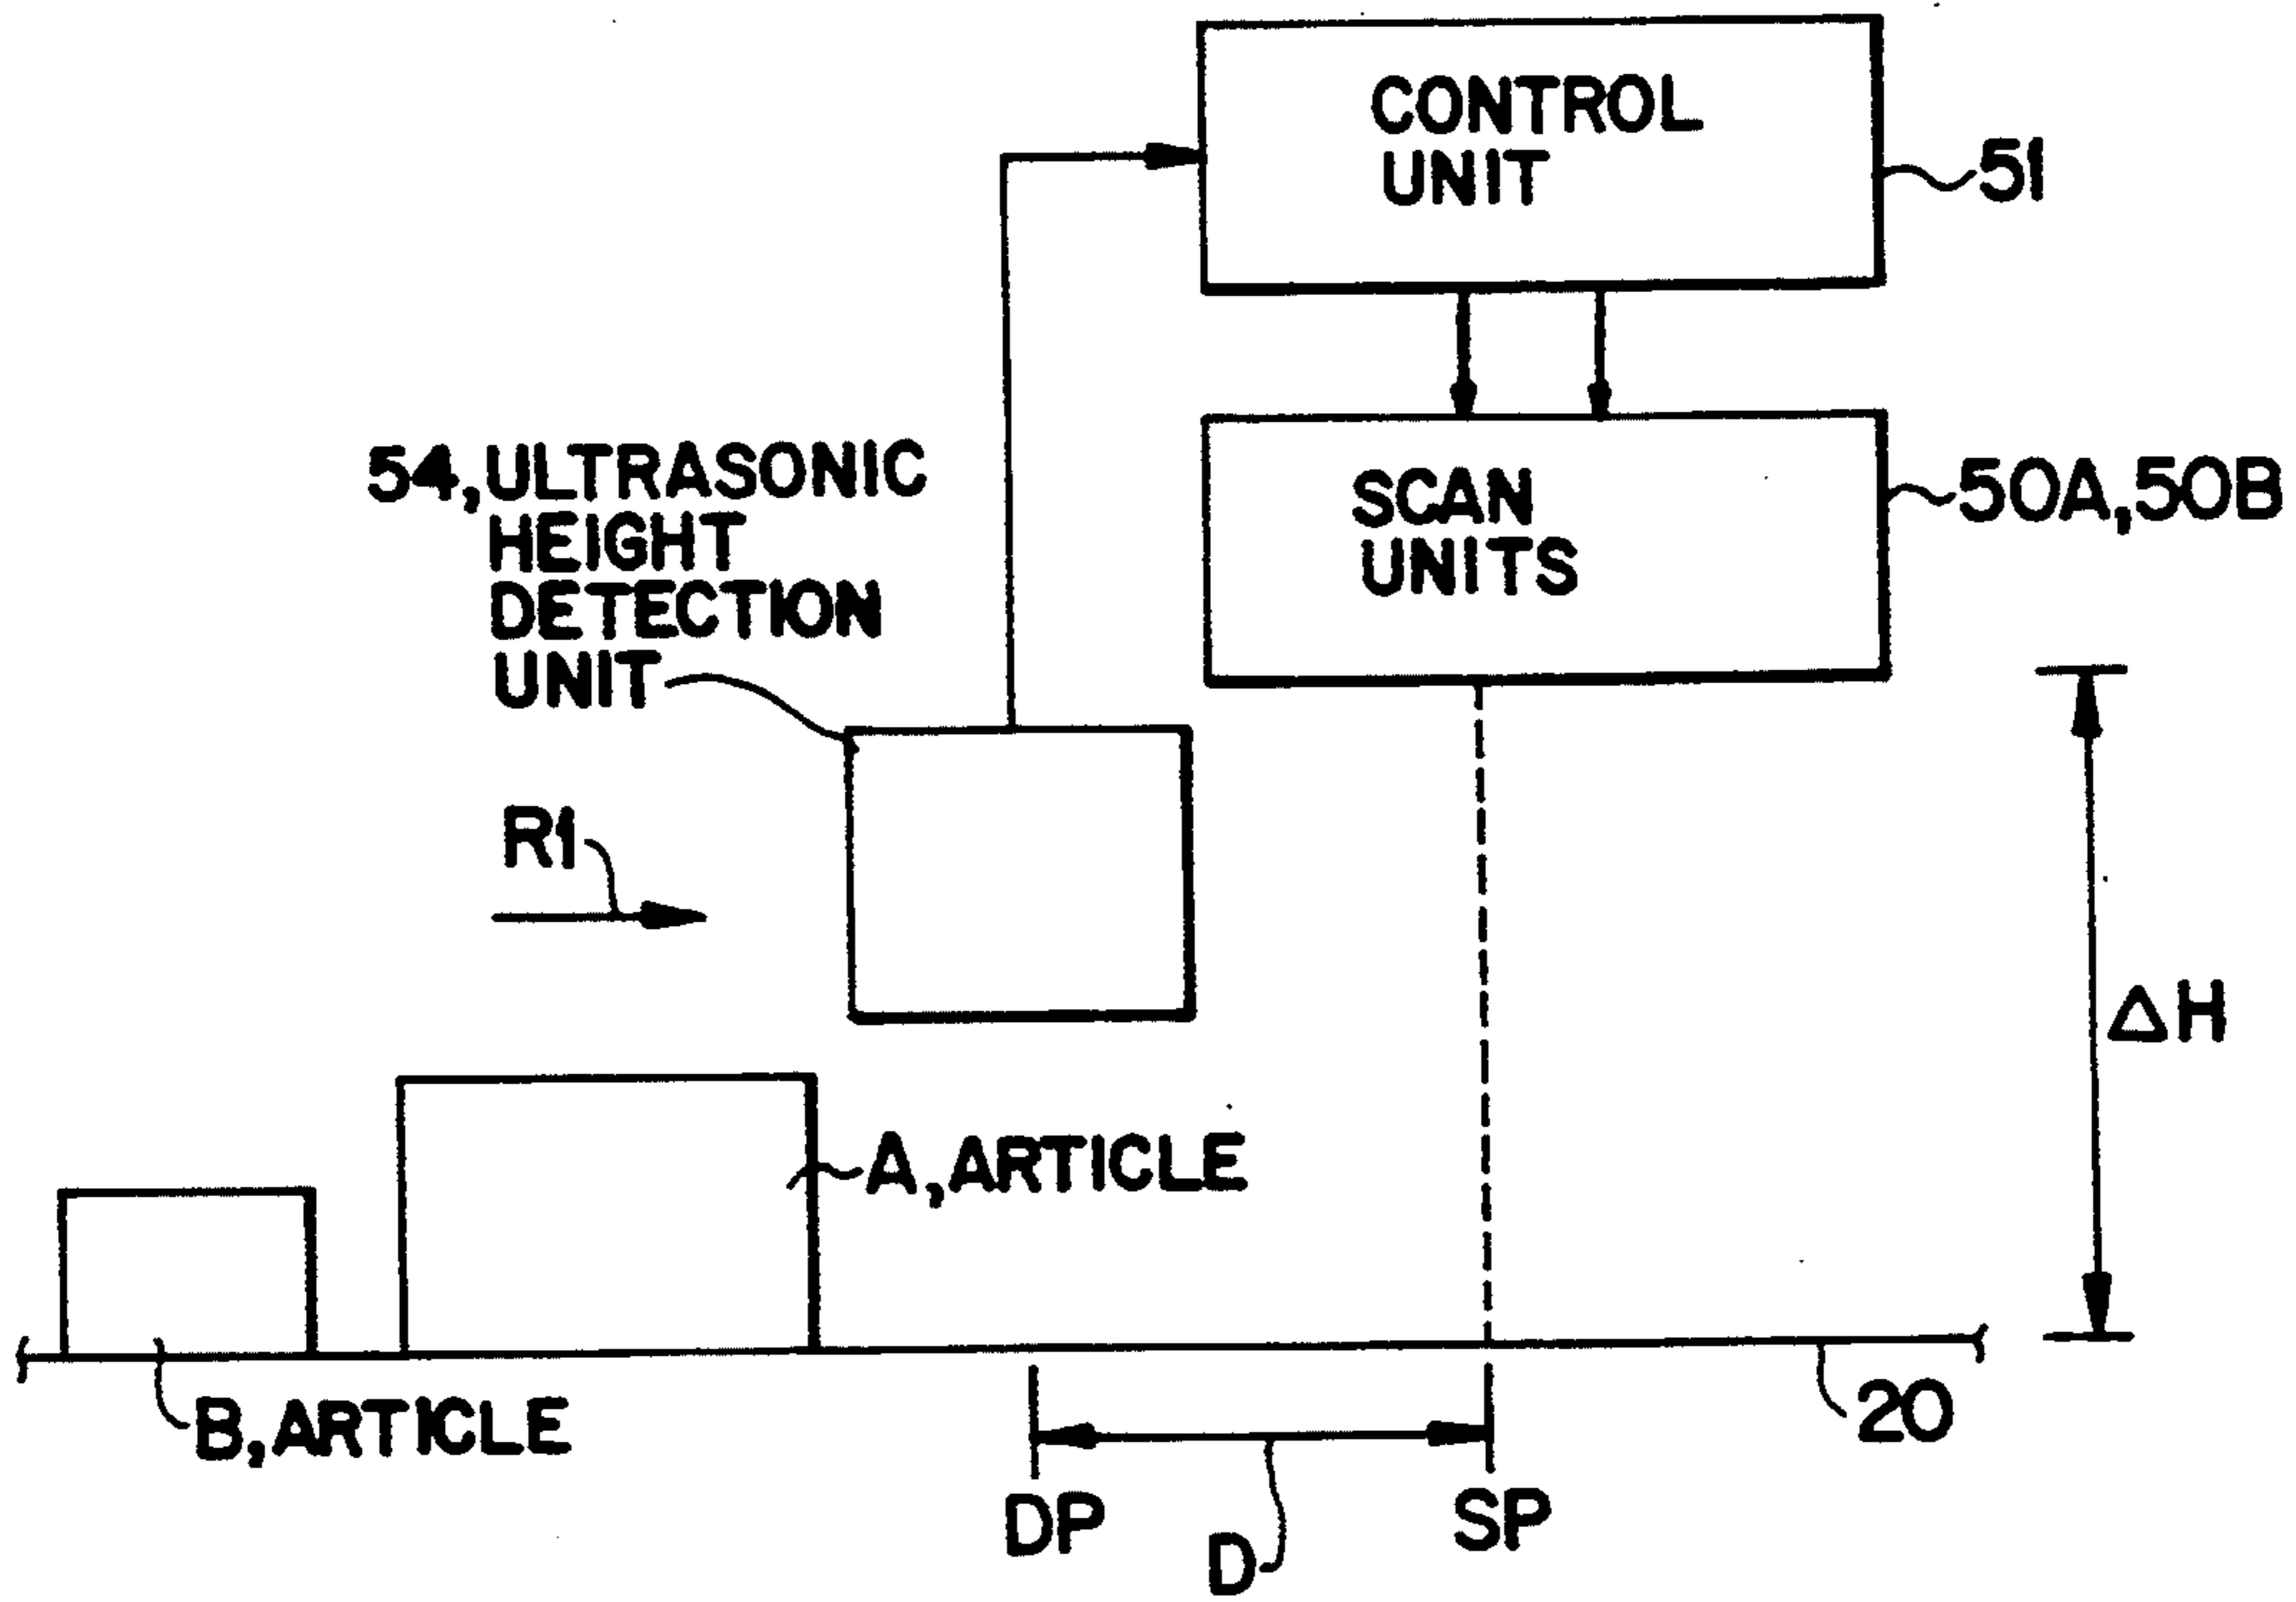 CONTROL
UNIT
51
54, ULTRASONIC
HEIGHT
DETECTION
UNIT
SCAN
UNITS
50A, 50B
R1
ΔH
A, ARTICLE
B, ARTICLE
20
DP
D
SP